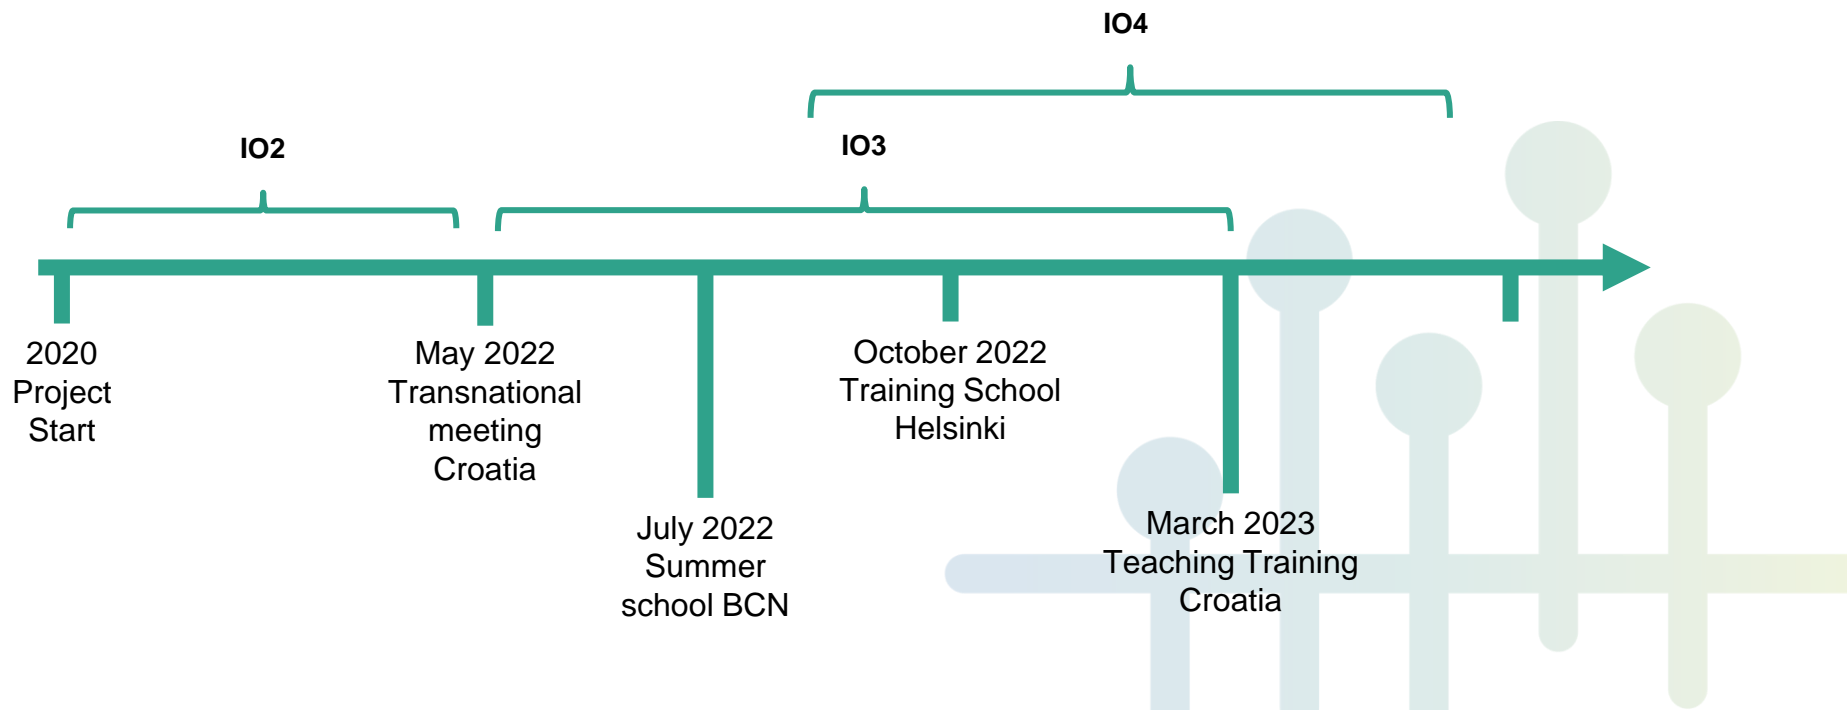 IO4
IO2
IO3
2020
Project
Start
May 2022
Transnational
meeting
Croatia
July 2022
Summer
school BCN
October 2022
Training School
Helsinki
March 2023
Teaching Training
Croatia